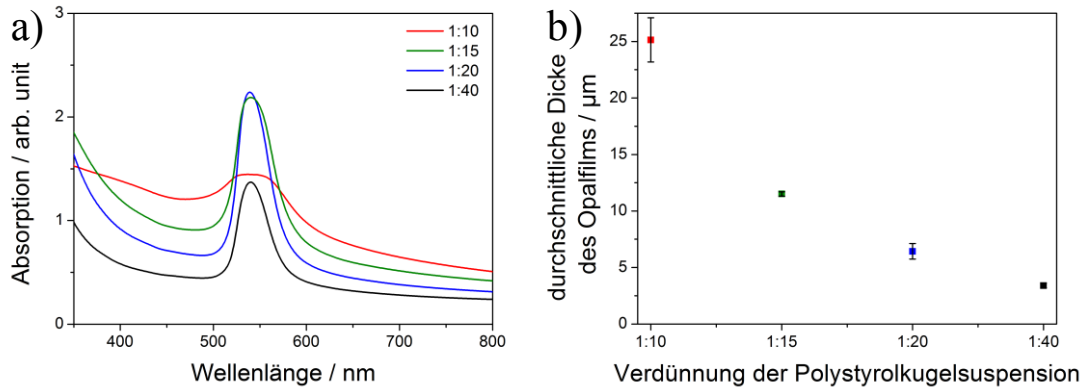 a)
3
2
1
0
Absorption / arb. unit
1:10
1:15
1:20
1:40
400 500 600 700 800
Wellenlänge / nm
b)
25
20
15
10
5
0
durchschnittliche Dicke
des Opalfilms / µm
1:10 1:15 1:20 1:40
Verdünnung der Polystyrolkugelsuspension